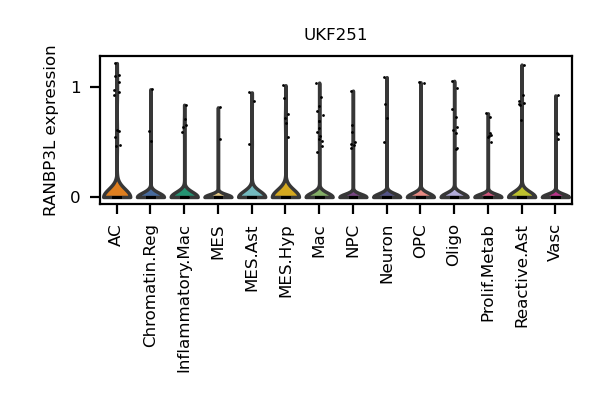 UKF251
RANBP3L expression
1
0
AC
Chromatin.Reg
Inflammatory.Mac
MES
MES.Ast
MES.Hyp
Mac
NPC
Neuron
OPC
Oligo
Prolif.Metab
Reactive.Ast
Vasc